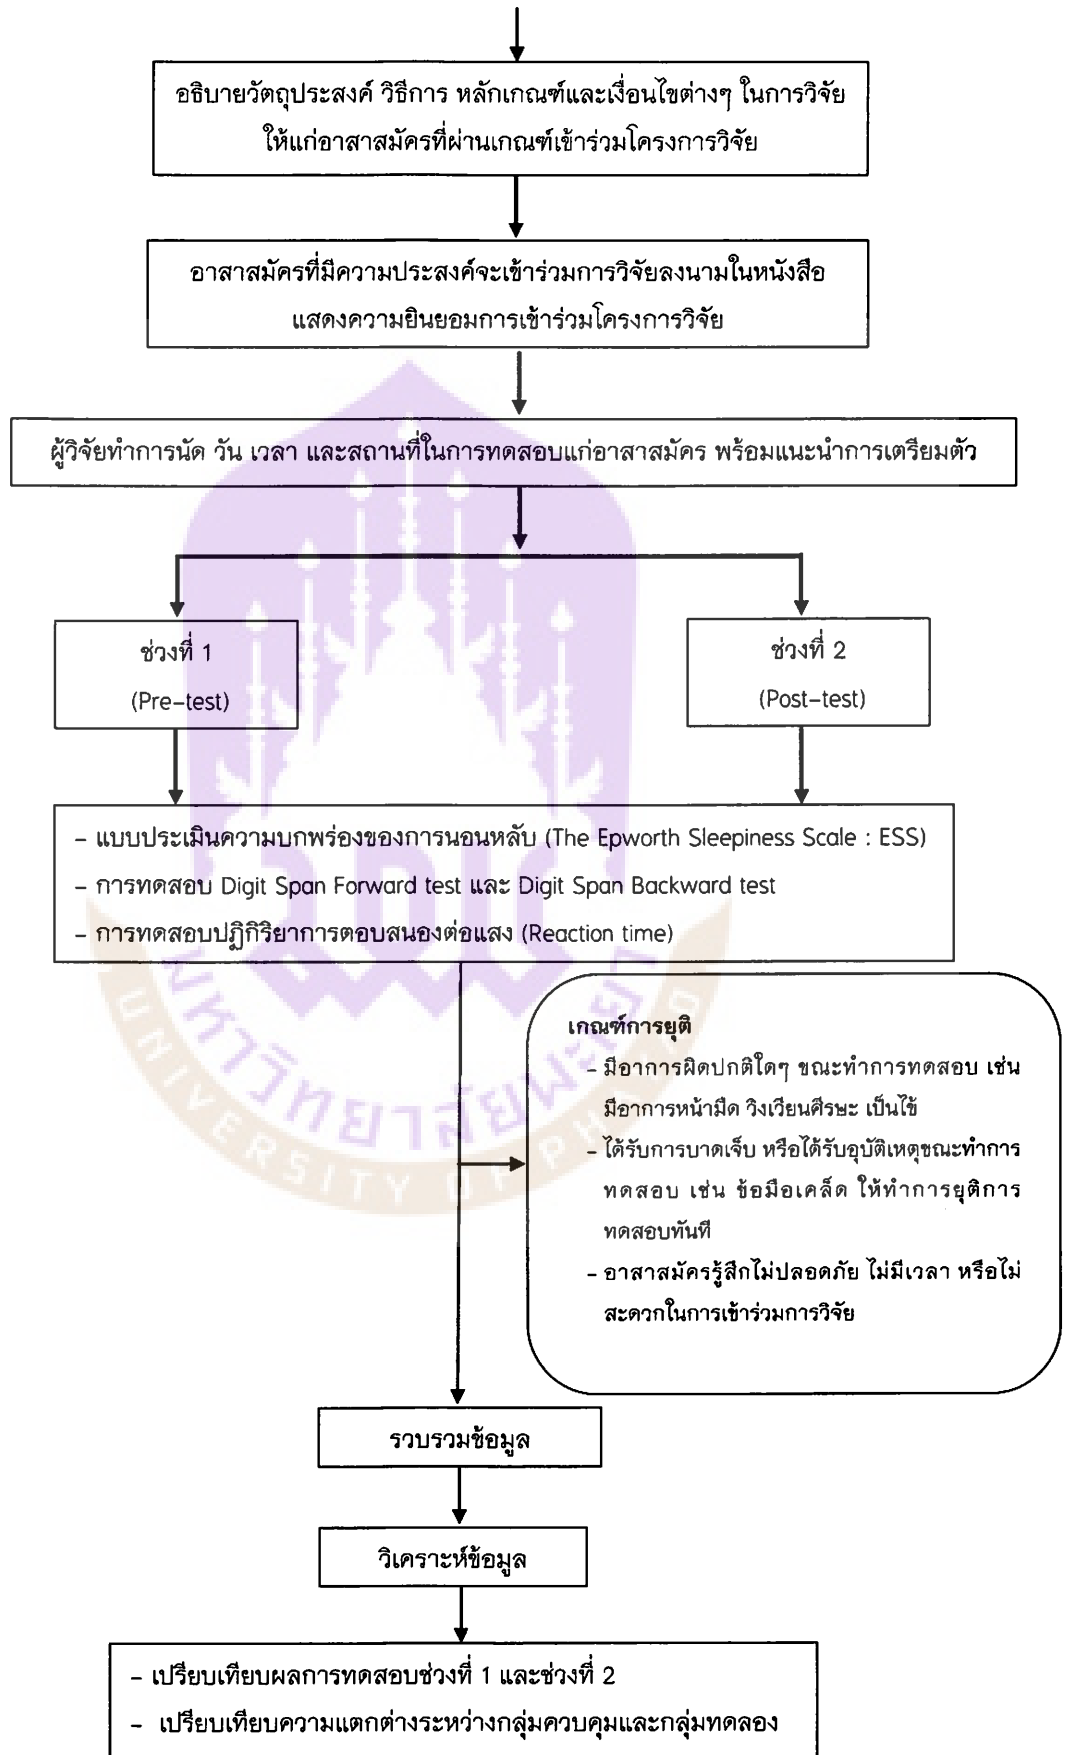 อธิบายวัตถุประสงค์ วิธีการ หลักเกณฑ์และเงื่อนไขต่างๆ ในการวิจัย
ให้แก่อาสาสมัครที่ผ่านเกณฑ์เข้าร่วมโครงการวิจัย
อาสาสมัครที่มีความประสงค์จะเข้าร่วมการวิจัยลงนามในหนังสือ
แสดงความยินยอมการเข้าร่วมโครงการวิจัย
ผู้วิจัยทำการนัด วัน เวลา และสถานที่ในการทดสอบแก่อาสาสมัคร พร้อมแนะนำการเตรียมตัว
ช่วงที่ 1
(Pre-test)
ช่วงที่ 2
(Post-test)
- แบบประเมินความบกพร่องของการนอนหลับ (The Epworth Sleepiness Scale : ESS)
- การทดสอบ Digit Span Forward test และ Digit Span Backward test
- การทดสอบปฏิกิริยาการตอบสนองต่อแสง (Reaction time)
มหาวิทยาลัยพะเยา
UNIVERSITY OF PHAYAO
เกณฑ์การยุติ
- มีอาการผิดปกติใดๆ ขณะทำการทดสอบ เช่น
มีอาการหน้ามืด วิงเวียนศีรษะ เป็นไข้
- ได้รับการบาดเจ็บ หรือได้รับอุบัติเหตุขณะทำการ
ทดสอบ เช่น ข้อมือเคล็ด ให้ทำการยุติการ
ทดสอบทันที
- อาสาสมัครรู้สึกไม่ปลอดภัย ไม่มีเวลา หรือไม่
สะดวกในการเข้าร่วมการวิจัย
รวบรวมข้อมูล
วิเคราะห์ข้อมูล
- เปรียบเทียบผลการทดสอบช่วงที่ 1 และช่วงที่ 2
- เปรียบเทียบความแตกต่างระหว่างกลุ่มควบคุมและกลุ่มทดลอง